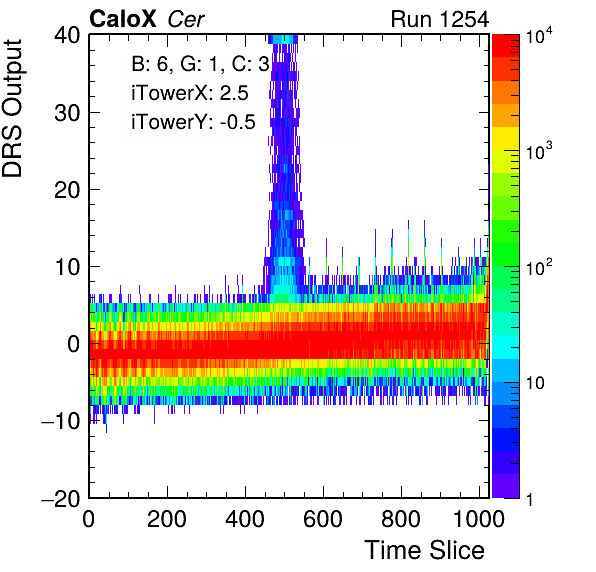 CaloX Cer Run 1254
DRS Output
B: 6, G: 1, C: 3
iTowerX: 2.5
iTowerY: -0.5
40
30
20
10
0
−10
−20
0 200 400 600 800 1000
Time Slice
10^4
10^3
10^2
10
1